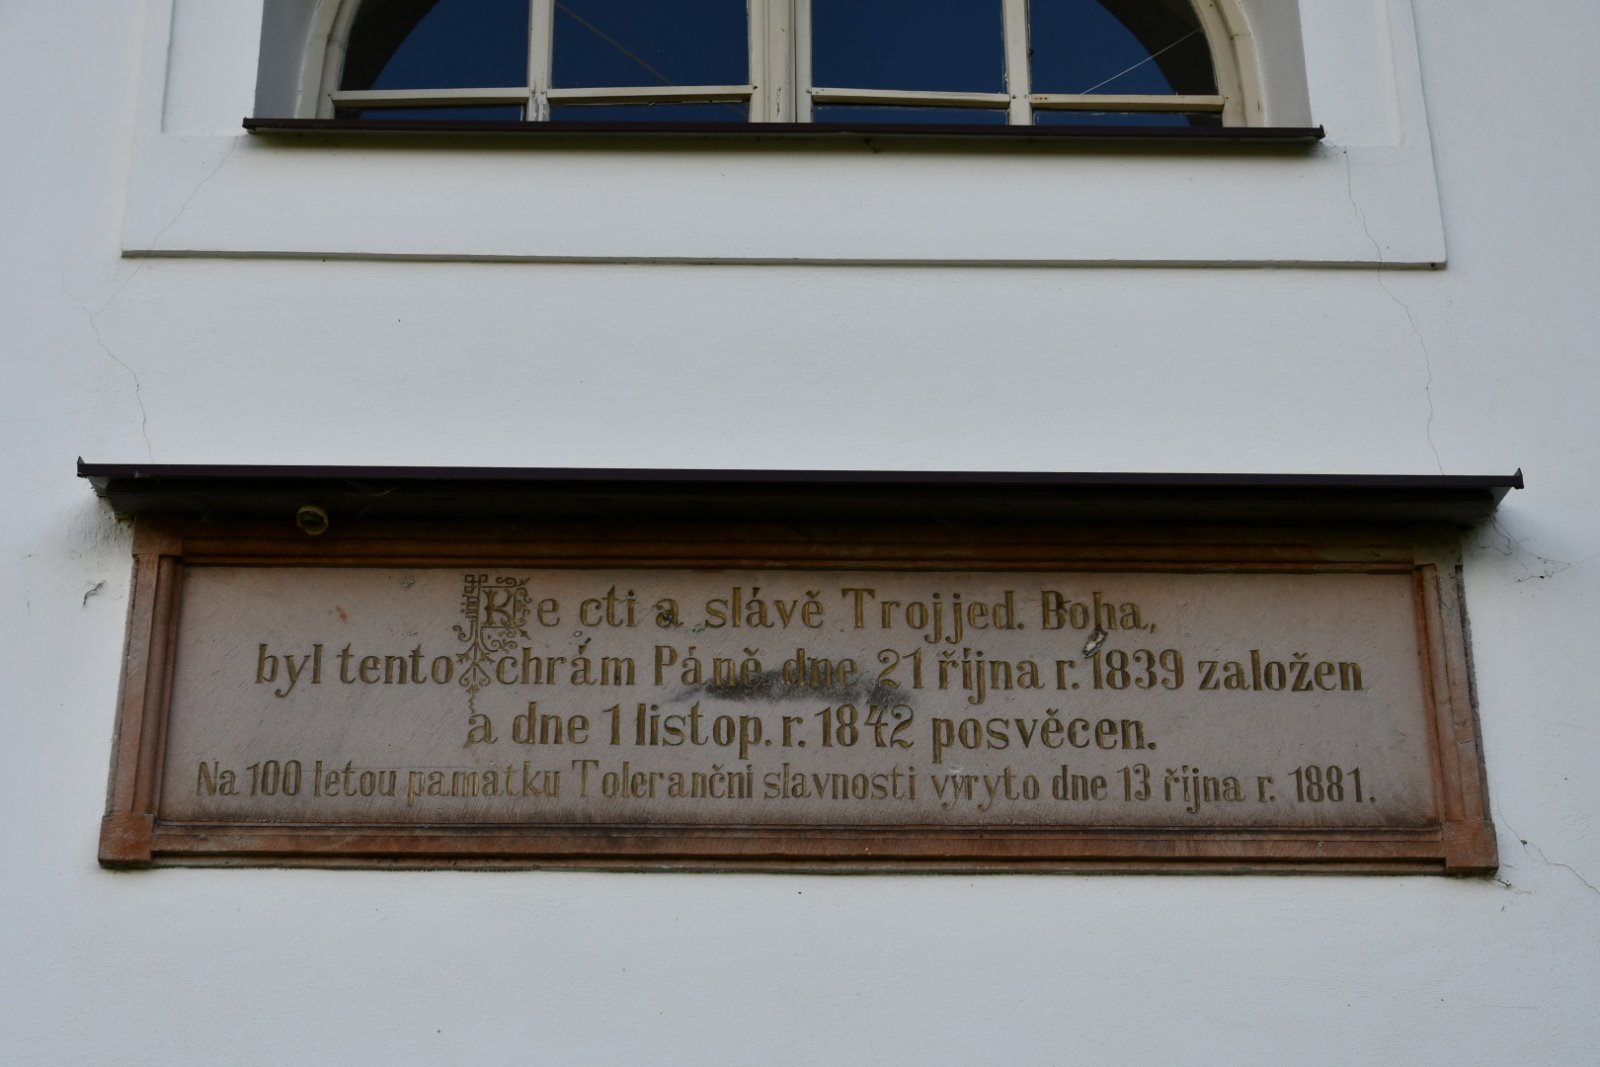 Ke cti a slávě Trojjed. Boha,
byl tento chrám Páně dne 21 října r. 1839 založen
a dne 1 listop. r. 1842 posvěcen.
Na 100 letou památku Toleranční slavnosti vyryto dne 13 října r. 1881.